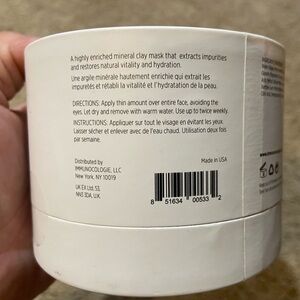 A highly enriched mineral clay mask that extracts impurities
and restores natural vitality and hydration.
Une argile minérale hautement enrichie qui extrait les
impuretés et rétablit la vitalité et l'hydratation de la peau.
DIRECTIONS: Apply thin amount over entire face, avoiding the
eyes. Let dry and remove with warm water. Use up to twice weekly.
INSTRUCTIONS: Appliquer sur tout le visage en évitant les yeux.
Laisser sécher et enlever avec de l'eau chaud. Utilisation deux fois
par semaine.
Distributed by
IMMUNOCOLOGIE, LLC
New York, NY 10019
Made in USA
UK EX Ltd. 53,
NN3 3DA, U.K.
8 51634 00533 2